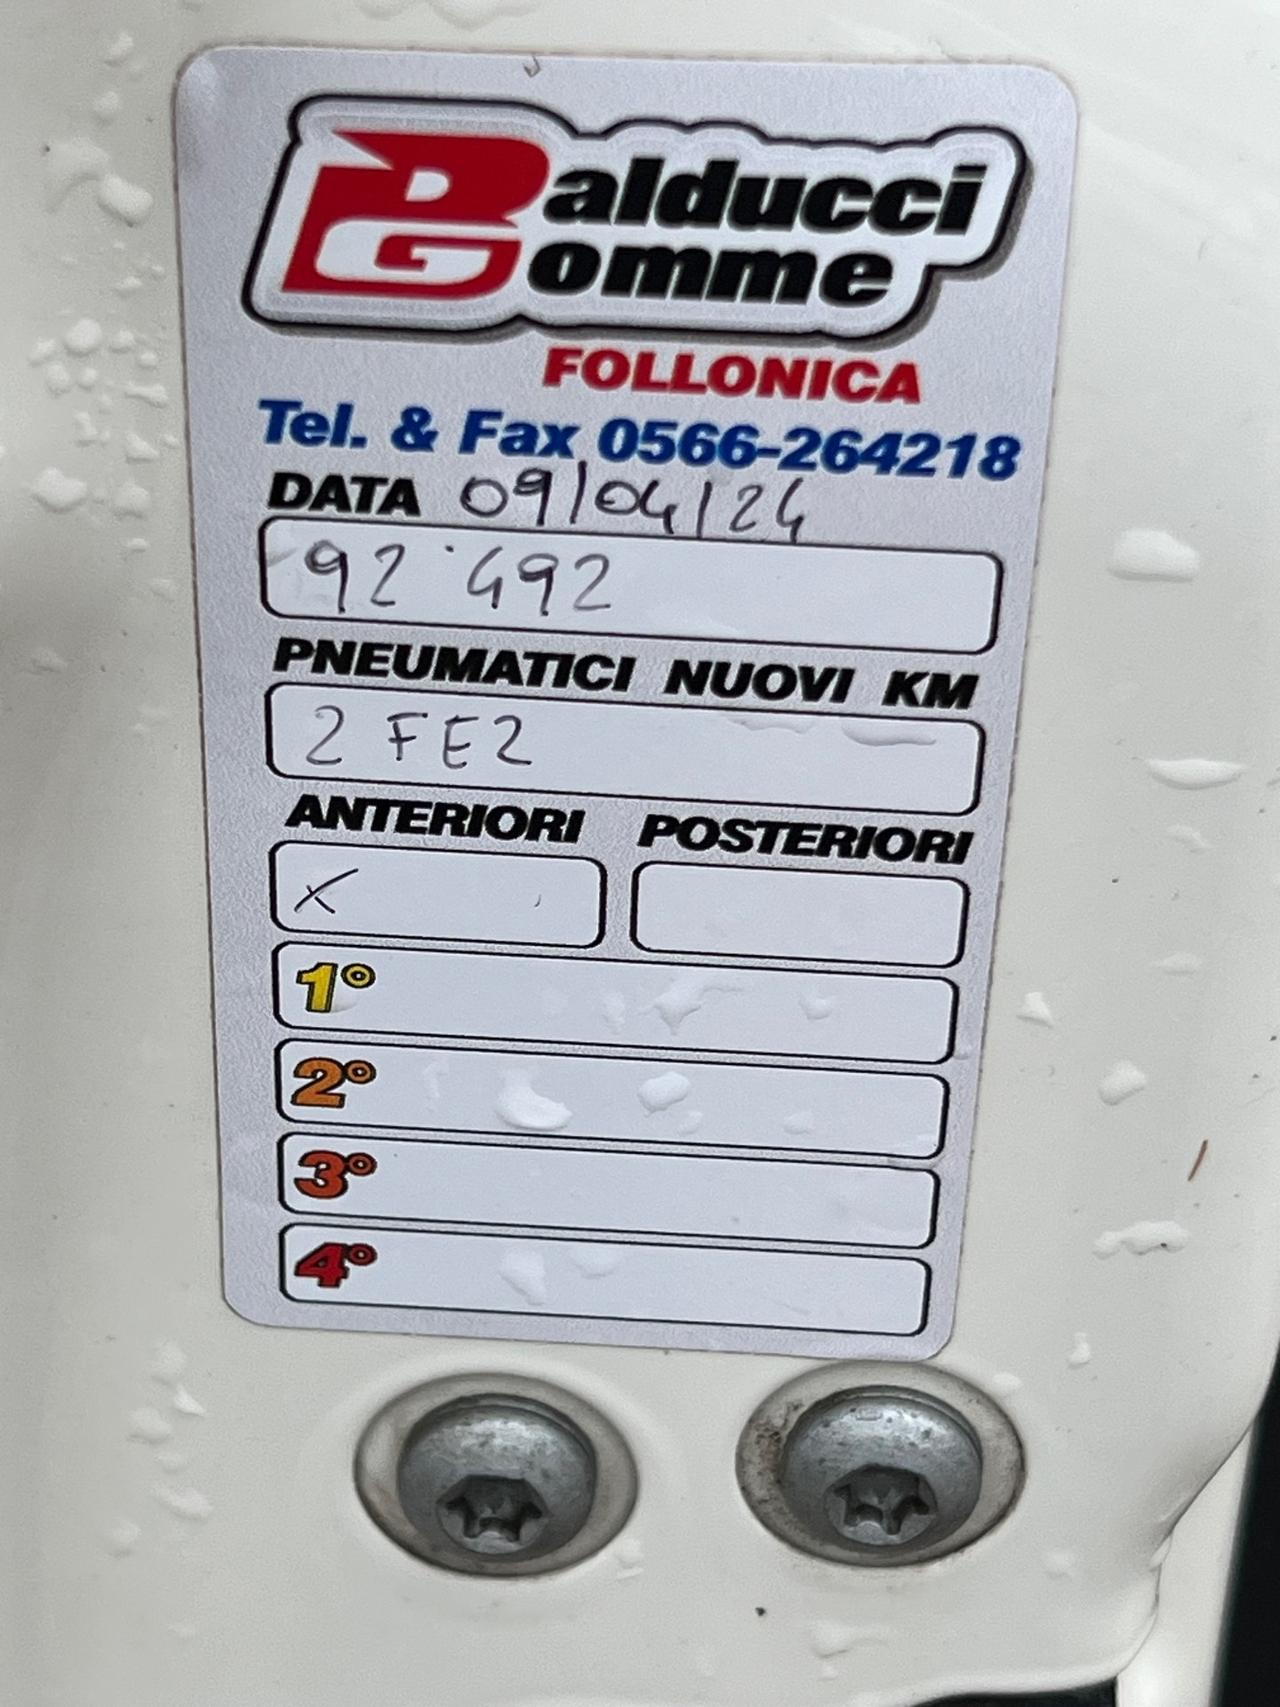 Balducci
Gomme
FOLLONICA
Tel. & Fax 0566-264218
DATA 09/04/24
92'492
PNEUMATICI NUOVI KM
2 FE2
ANTERIORI POSTERIORI
X
1°
2°
3°
4°